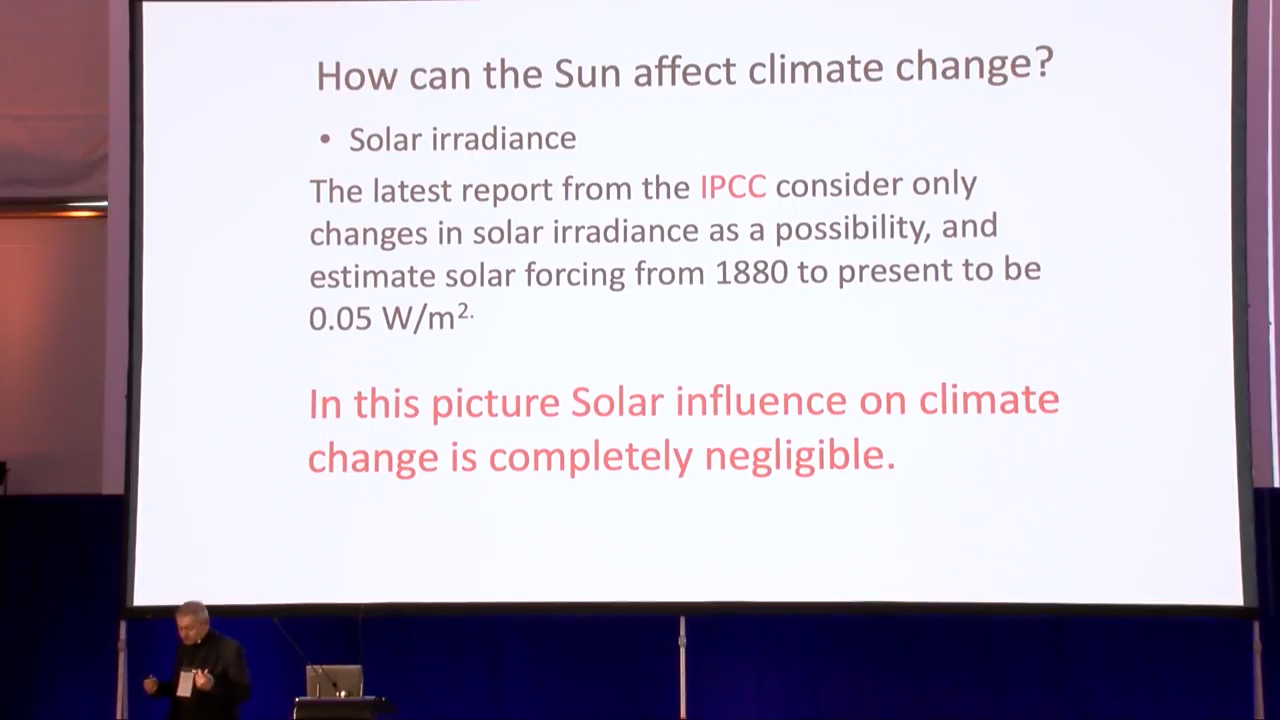 How can the Sun affect climate change?
• Solar irradiance
The latest report from the IPCC consider only
changes in solar irradiance as a possibility, and
estimate solar forcing from 1880 to present to be
0.05 W/m².
In this picture Solar influence on climate
change is completely negligible.